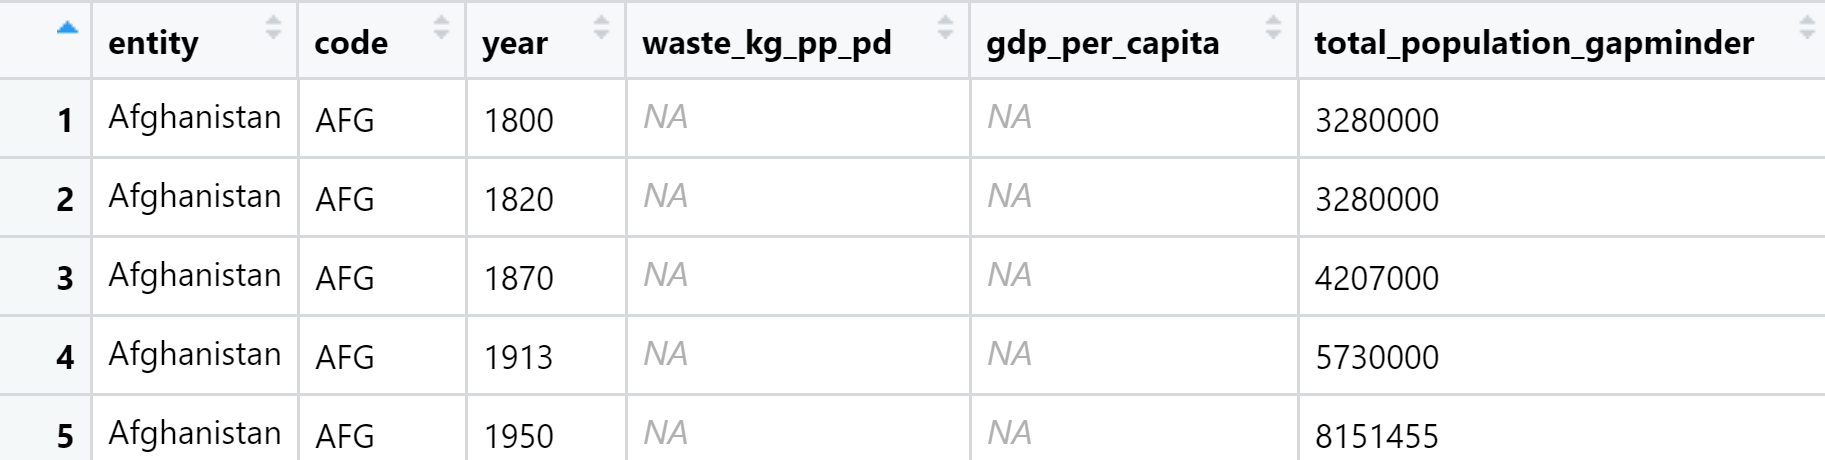 entity code year waste_kg_pp_pd gdp_per_capita total_population_gapminder
1 Afghanistan AFG 1800 NA NA 3280000
2 Afghanistan AFG 1820 NA NA 3280000
3 Afghanistan AFG 1870 NA NA 4207000
4 Afghanistan AFG 1913 NA NA 5730000
5 Afghanistan AFG 1950 NA NA 8151455